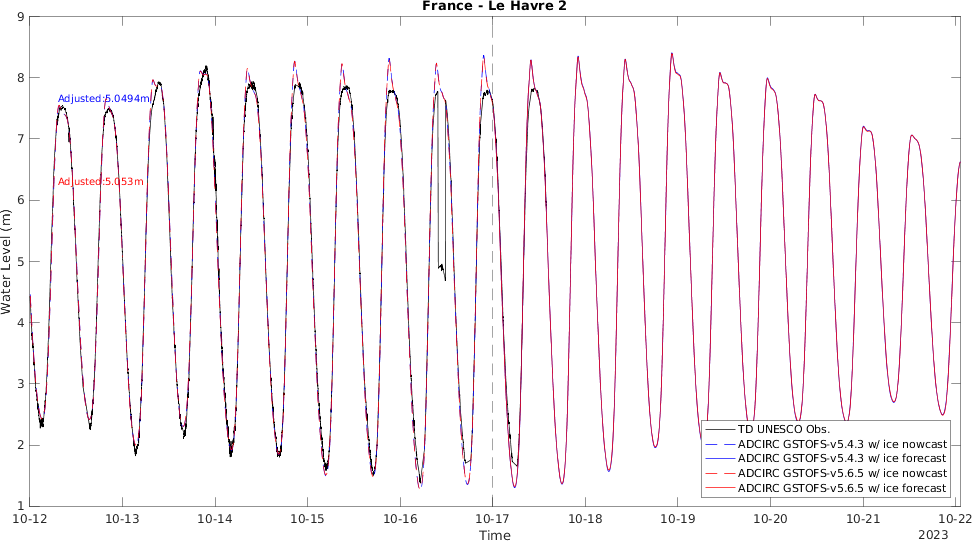 France - Le Havre 2
9
8
7
6
5
4
3
2
1
Water Level (m)
Adjusted:5.0494m
Adjusted:5.053m
TD UNESCO Obs.
ADCIRC GSTOFS-v5.4.3 w/ ice nowcast
ADCIRC GSTOFS-v5.4.3 w/ ice forecast
ADCIRC GSTOFS-v5.6.5 w/ ice nowcast
ADCIRC GSTOFS-v5.6.5 w/ ice forecast
10-12 10-13 10-14 10-15 10-16 10-17 10-18 10-19 10-20 10-21 10-22
Time
2023